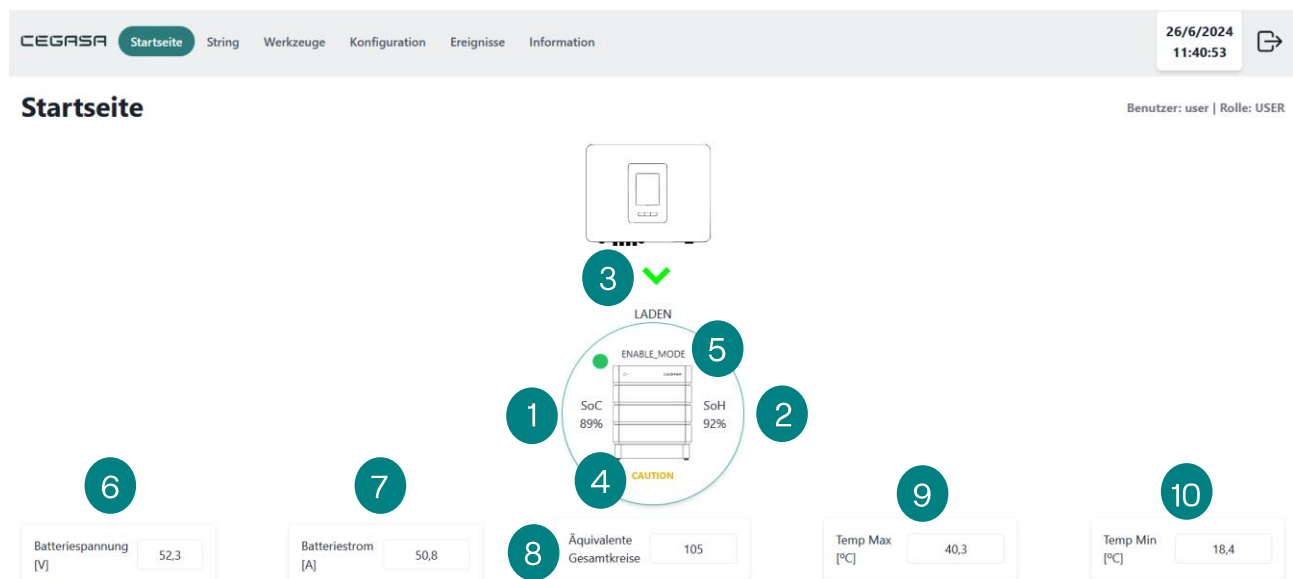 CEGASA Startseite String Werkzeuge Konfiguration Ereignisse Information 26/6/2024
11:40:53
Startseite
Benutzer: user | Rolle: USER
3
LADEN
ENABLE_MODE 5
CEGASA
1 SoC SoH 2
89% 92%
4 CAUTION
6 7 9 10
Batteriespannung
[V]
52,3
Batteriestrom
[A]
50,8
8
Äquivalente
Gesamtkreise
105
Temp Max
[ºC]
40,3
Temp Min
[ºC]
18,4